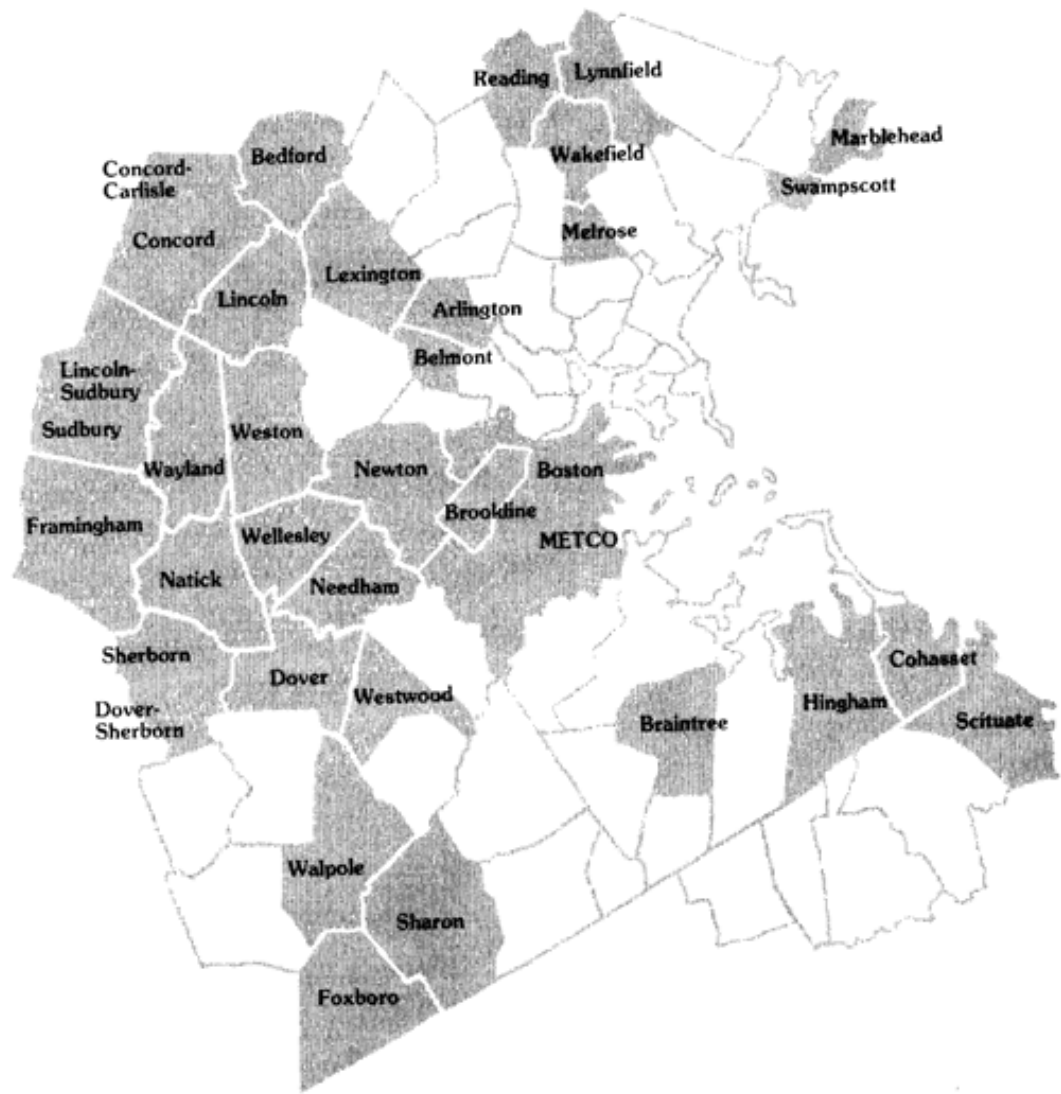 Reading
Lynnfield
Marblehead
Wakefield
Bedford
Concord-
Carlisle
Swampscott
Melrose
Concord
Lexington
Lincoln
Arlington
Belmont
Lincoln-
Sudbury
Sudbury
Weston
Wayland
Newton
Boston
Brooldine
Framingham
Wellesley
METCO
Natick
Needham
Sherborn
Dover
Westwood
Cohasset
Hingham
Dover-
Sherborn
Braintree
Scituate
Walpole
Sharon
Foxboro